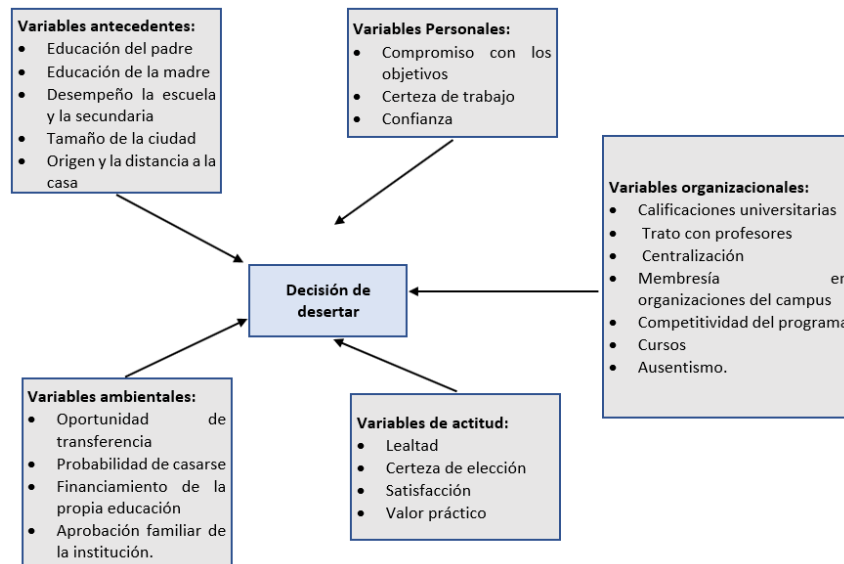 Variables antecedentes:
• Educación del padre
• Educación de la madre
• Desempeño la escuela
y la secundaria
• Tamaño de la ciudad
• Origen y la distancia a la
casa
Variables Personales:
• Compromiso con los
objetivos
• Certeza de trabajo
• Confianza
Variables organizacionales:
• Calificaciones universitarias
• Trato con profesores
• Centralización
• Membresía en
organizaciones del campus
• Competitividad del programa
• Cursos
• Ausentismo.
Decisión de
desertar
Variables ambientales:
• Oportunidad de
transferencia
• Probabilidad de casarse
• Financiamiento de la
propia educación
• Aprobación familiar de
la institución.
Variables de actitud:
• Lealtad
• Certeza de elección
• Satisfacción
• Valor práctico